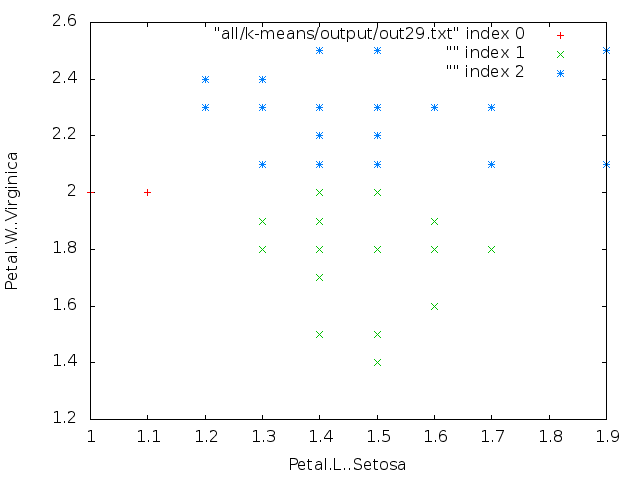 "all/k-means/output/out29.txt" index 0
"" index 1
"" index 2
2.6
2.4
2.2
2
1.8
1.6
1.4
1.2
Petal.W..Virginica
1 1.1 1.2 1.3 1.4 1.5 1.6 1.7 1.8 1.9
Petal.L..Setosa